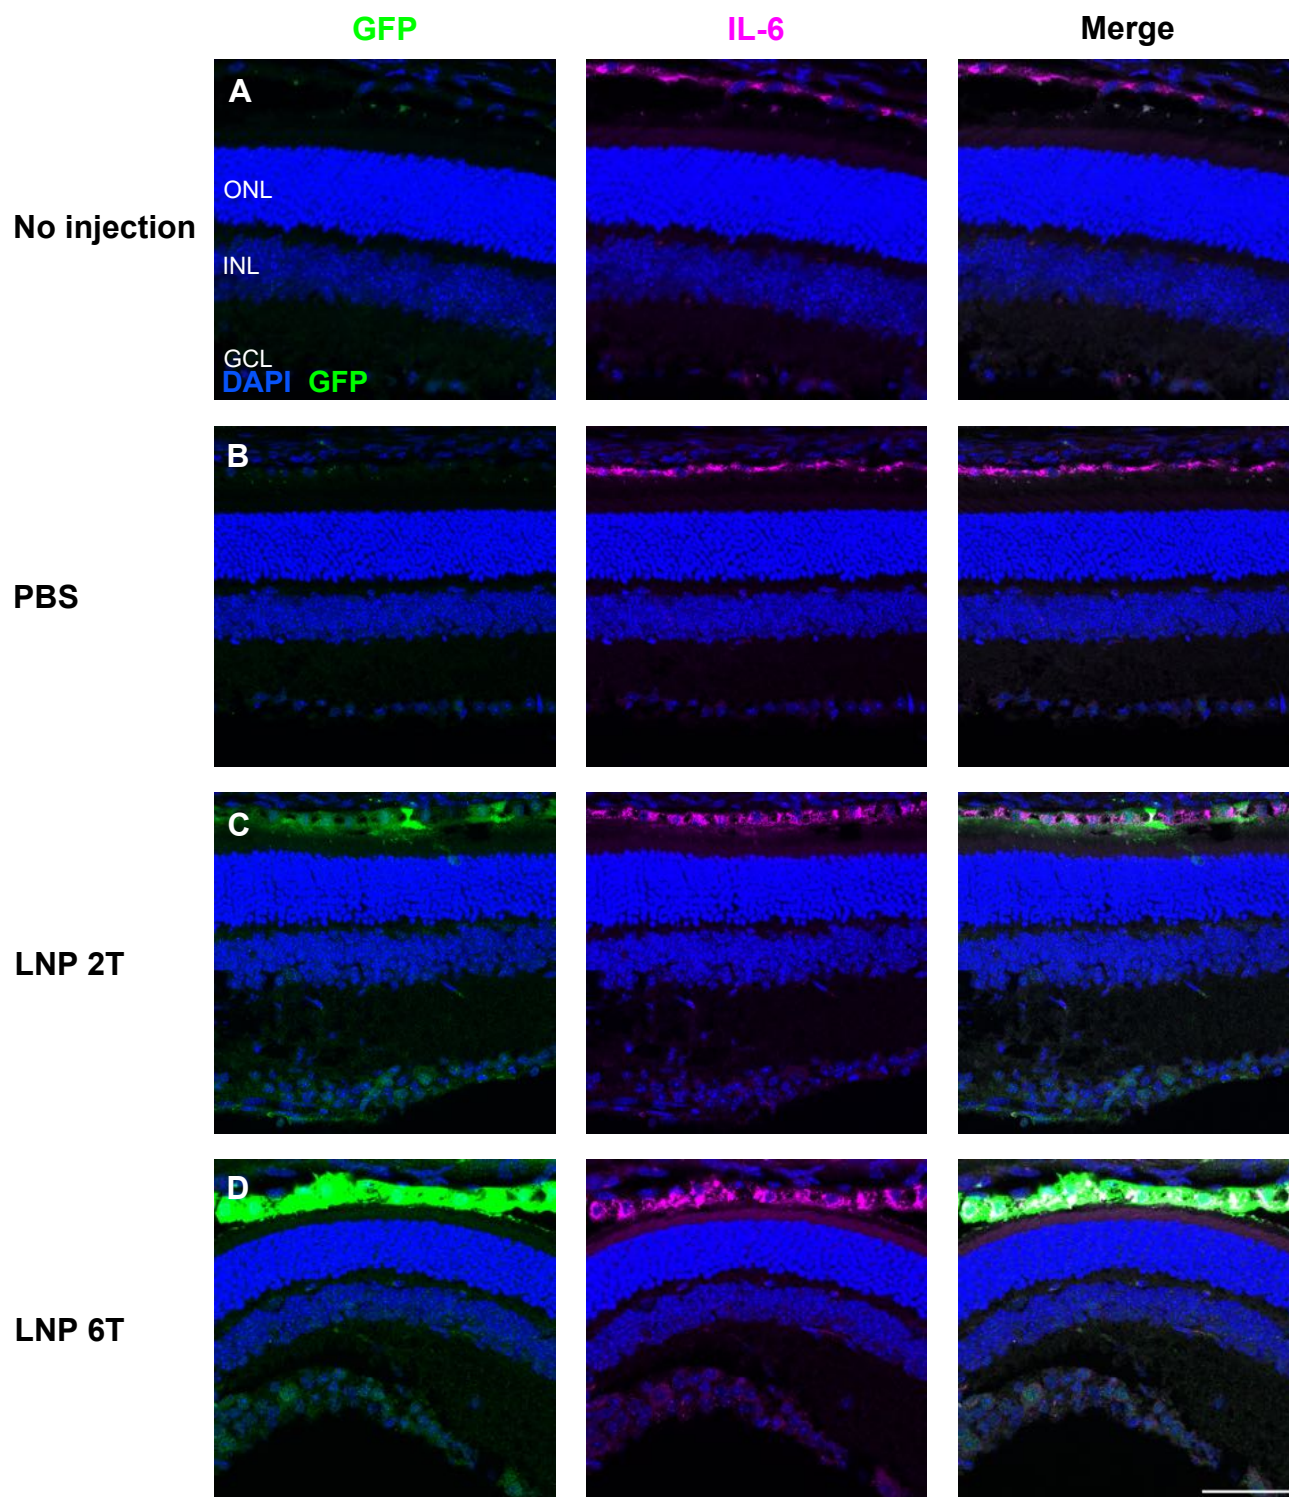 GFP IL-6 Merge
No injection
A
ONL
INL
GCL
DAPI GFP
PBS
B
LNP 2T
C
LNP 6T
D